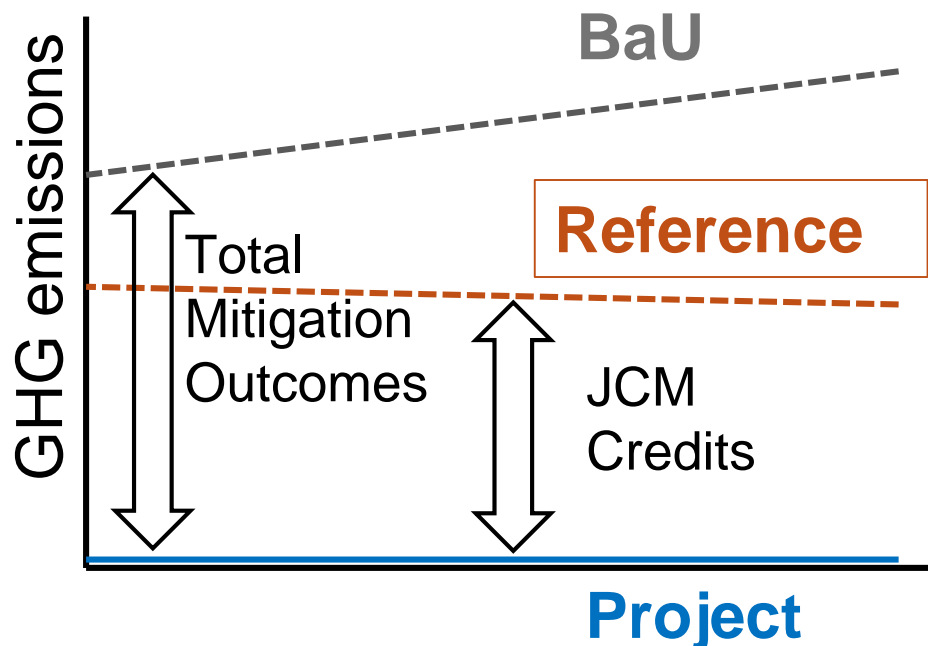 GHG emissions
BaU
Reference
Total
Mitigation
Outcomes
JCM
Credits
Project